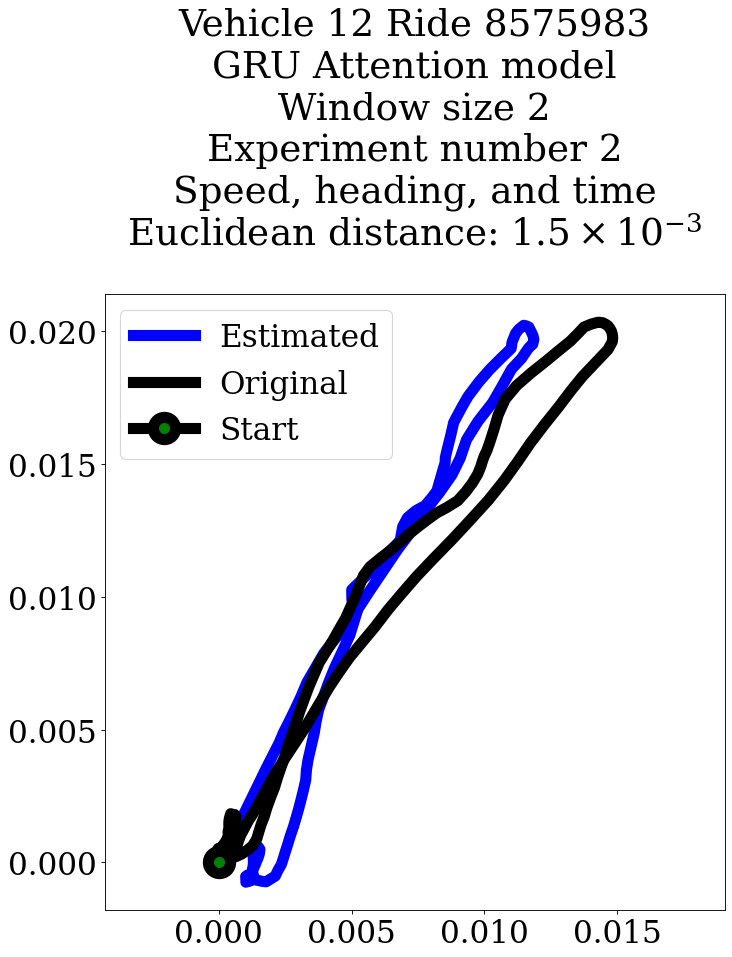 Vehicle 12 Ride 8575983
GRU Attention model
Window size 2
Experiment number 2
Speed, heading, and time
Euclidean distance: 1.5 × 10⁻³
Estimated
Original
Start
0.020
0.015
0.010
0.005
0.000
0.000 0.005 0.010 0.015